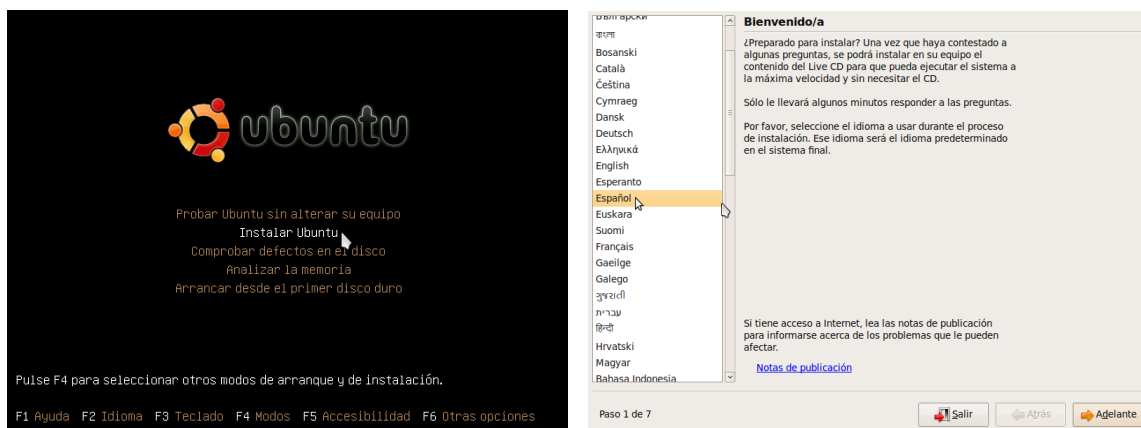 ubuntu
Probar Ubuntu sin alterar su equipo
Instalar Ubuntu
Comprobar defectos en el disco
Analizar la memoria
Arrancar desde el primer disco duro
Pulse F4 para seleccionar otros modos de arranque y de instalación.
F1 Ayuda F2 Idioma F3 Teclado F4 Modos F5 Accesibilidad F6 Otras opciones
Български
বাংলা
Bosanski
Català
Čeština
Cymraeg
Dansk
Deutsch
Ελληνικά
English
Esperanto
Español
Euskara
Suomi
Français
Gaeilge
Galego
ગુજરાતી
עברית
हिन्दी
Hrvatski
Magyar
Bahasa Indonesia
Bienvenido/a
¿Preparado para instalar? Una vez que haya contestado a
algunas preguntas, se podrá instalar en su equipo el
contenido del Live CD para que pueda ejecutar el sistema a
la máxima velocidad y sin necesitar el CD.
Sólo le llevará algunos minutos responder a las preguntas.
Por favor, seleccione el idioma a usar durante el proceso
de instalación. Ese idioma será el idioma predeterminado
en el sistema final.
Si tiene acceso a Internet, lea las notas de publicación
para informarse acerca de los problemas que le pueden
afectar.
Notas de publicación
Paso 1 de 7
Salir
Atrás
Adelante